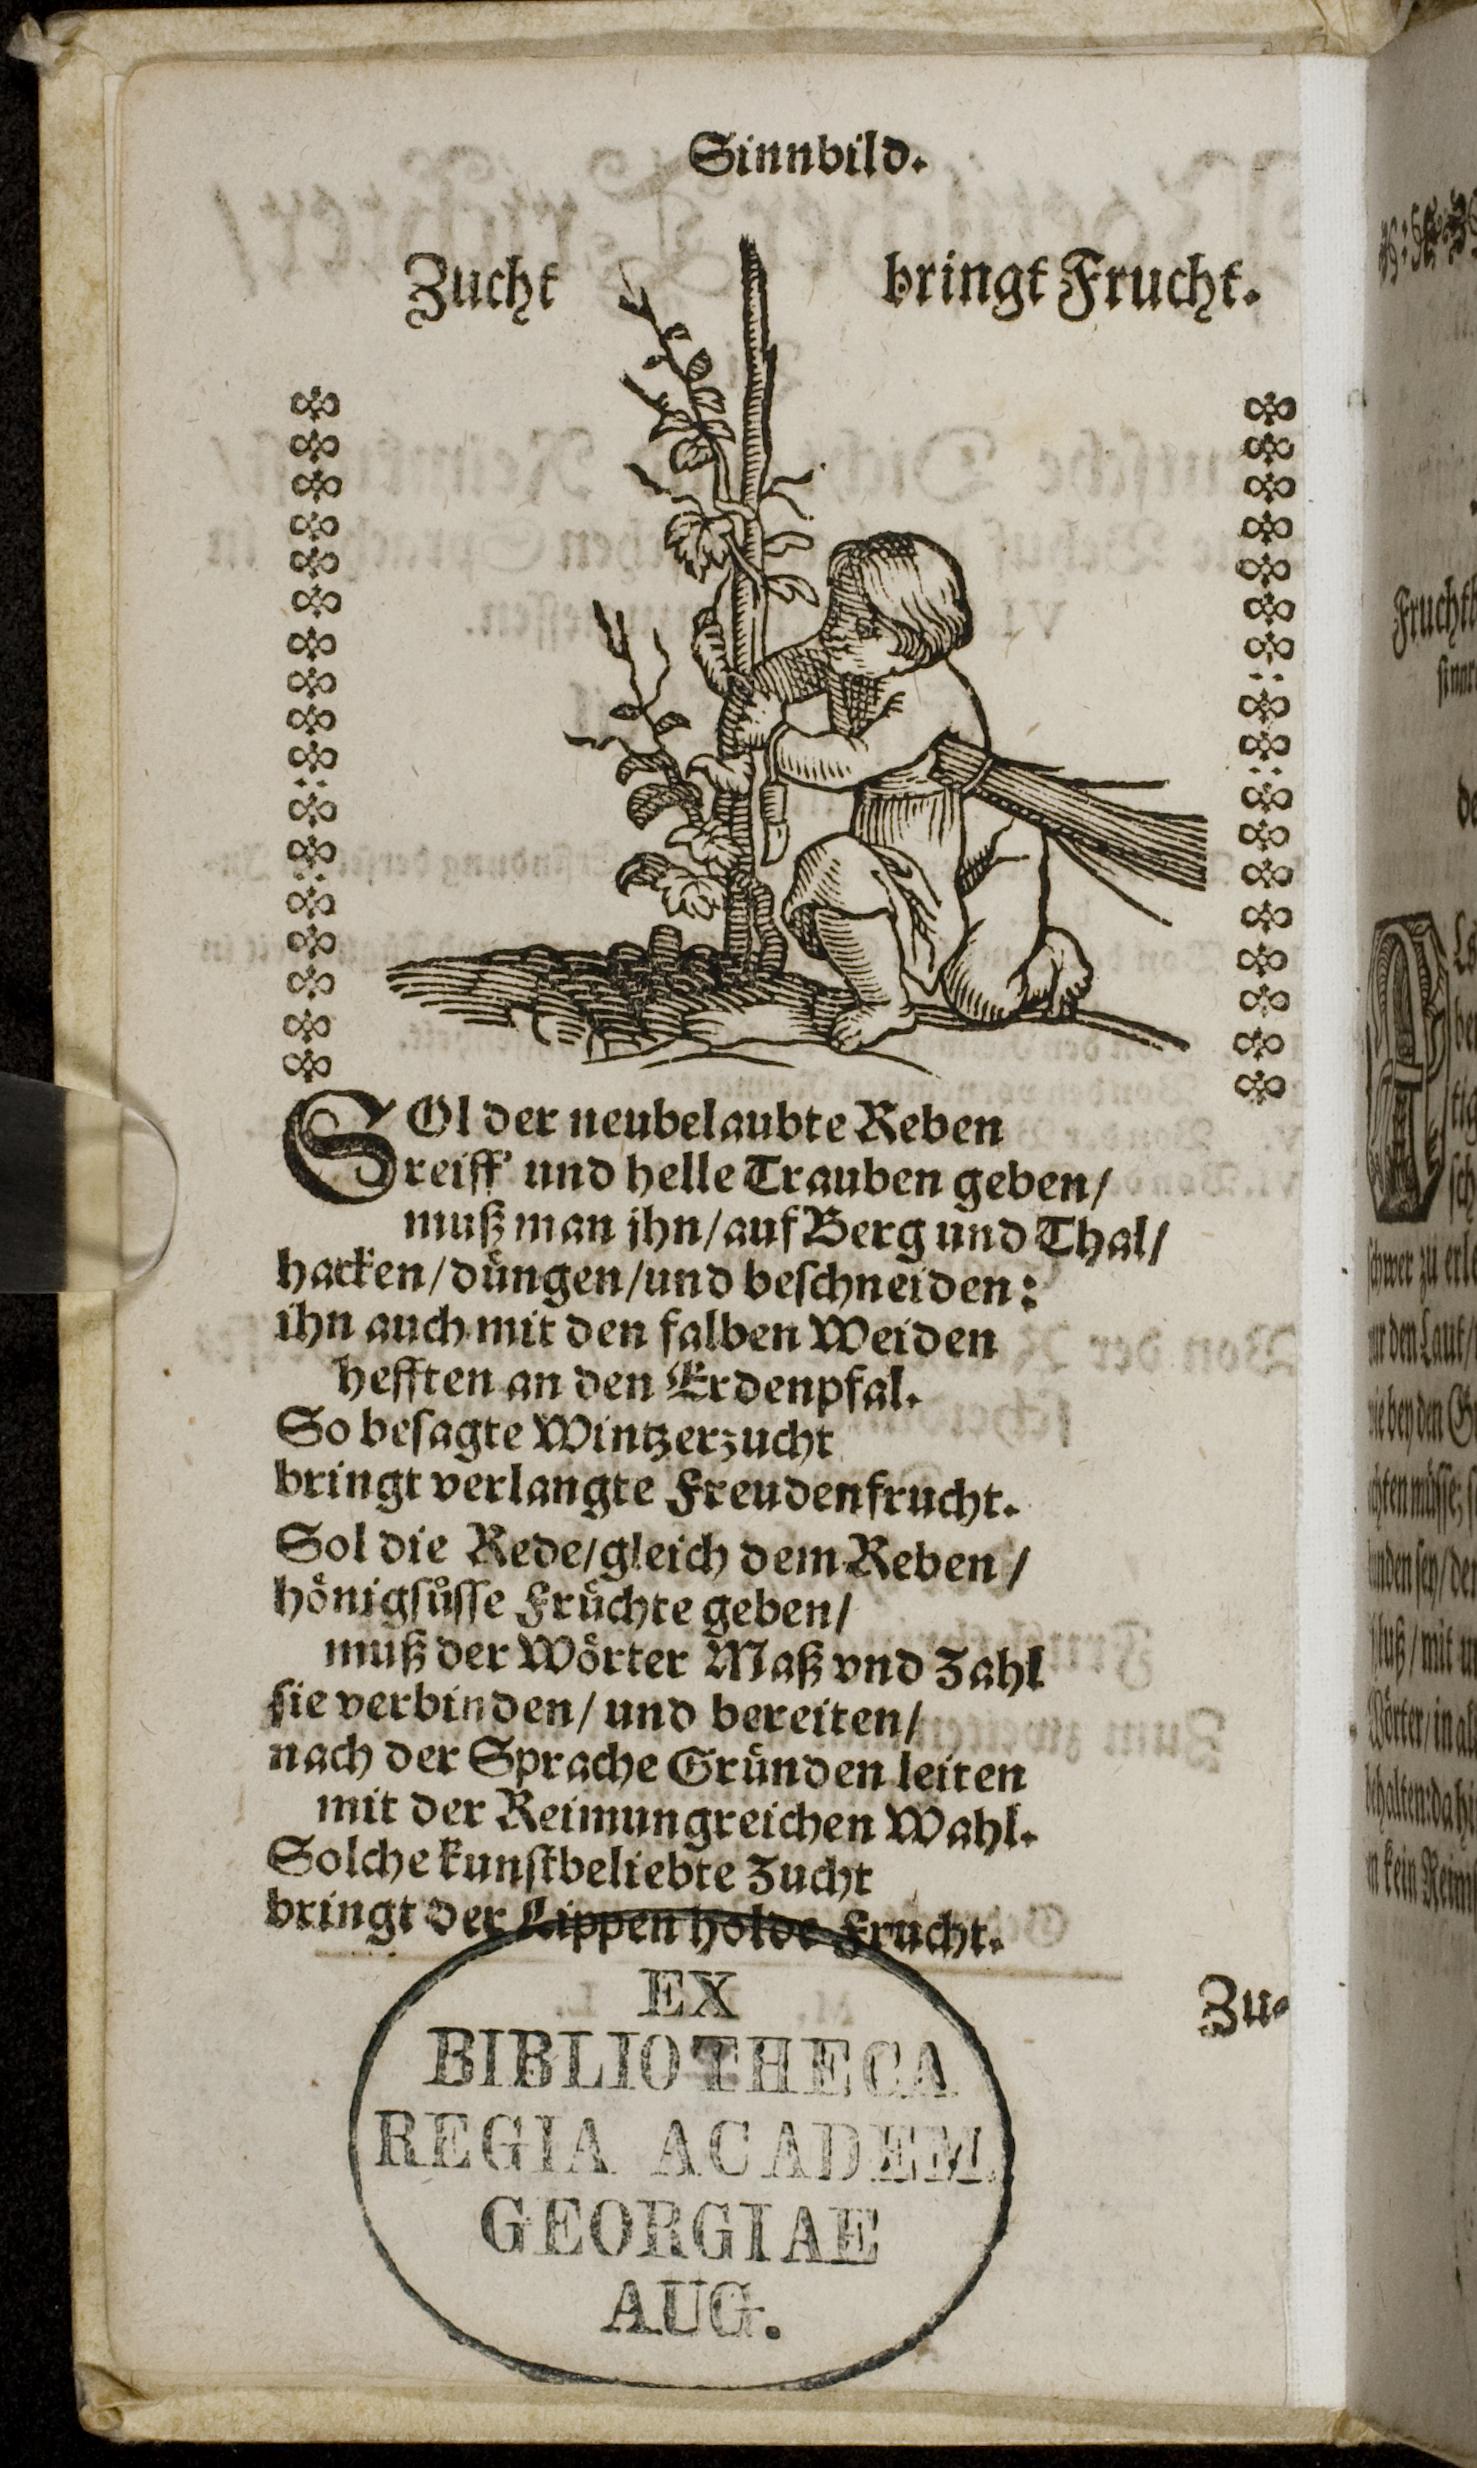 Sinnbild.
Zucht bringt Frucht.
SOl der neubelaubte Reben
reiff' und helle Trauben geben/
muß man jhn/auf Berg und Thal/
hacken/düngen/und beschneiden:
ihn auch mit den falben Weiden
hefften an den Erdenpfal.
So besagte Wintzerzucht
bringt verlangte Freudenfrucht.
Sol die Rede/gleich dem Reben/
hönigsüsse Früchte geben/
muß der Wörter Maß vnd Zahl
sie verbinden/ und bereiten/
nach der Sprache Gründen leiten
mit der Reimungreichen Wahl.
Solche kunstbeliebte Zucht
bringt der Lippen holde Frucht.
Zu-
EX
BIBLIOTHECA
REGIA ACADEM.
GEORGIAE
AUG.